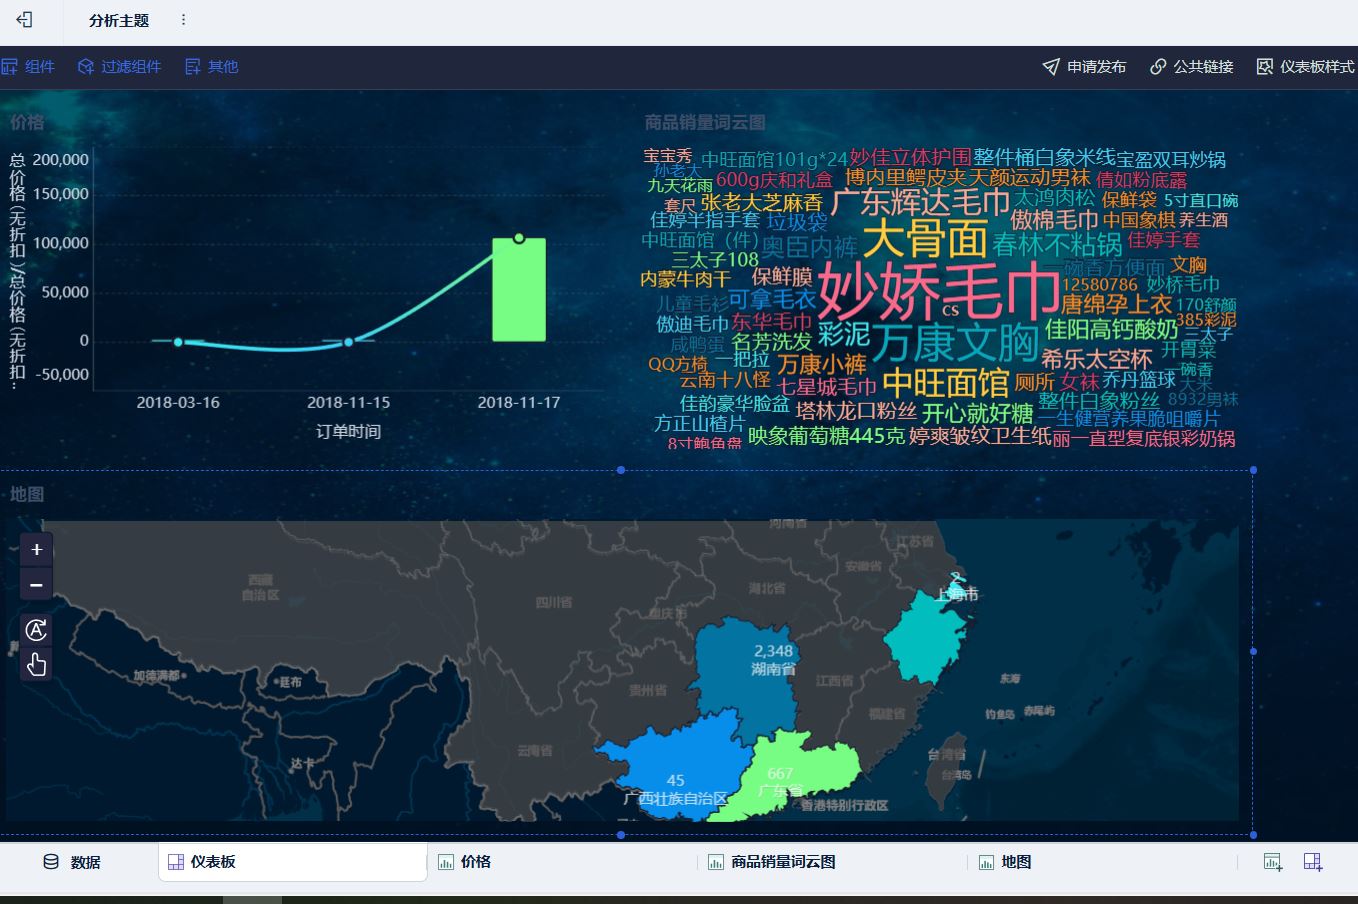 分析主题
组件 过滤组件 其他
申请发布 公共链接 仪表板样式
价格
总价格(无折扣)/总价格(无折扣…
200,000
150,000
100,000
50,000
0
-50,000
2018-03-16 2018-11-15 2018-11-17
订单时间
商品销量词云图
宝宝秀 中旺面馆101g*24 妙佳立体护围 整件桶白象米线 宝盈双耳炒锅
孙老大
九天花雨 600g庆和礼盒 博内里鳄皮夹 天颜运动男袜 倩如粉底露
套尺 张老大芝麻香 广东辉达毛巾 太鸿肉松 保鲜袋 5寸直口碗
佳婷半指手套 垃圾袋 傲棉毛巾 中国象棋 养生酒
中旺面馆（件） 奥臣内裤 大骨面 春林不粘锅 佳婷手套
三太子108 一碗香方便面 文胸
内蒙牛肉干 保鲜膜 妙娇毛巾 12580786 妙桥毛巾
儿童毛衫 可拿毛衣 cs 唐绵孕上衣 170舒颜
傲迪毛巾 东华毛巾 彩泥 万康文胸 佳阳高钙酸奶 385彩泥
咸鸭蛋 名芳洗发 三太子
QQ方椅 一把拉 万康小裤 希乐太空杯 开胃菜
一碗香
云南十八怪 七星城毛巾 中旺面馆 厕所 女袜 乔丹篮球 大米
佳韵豪华脸盆 塔林龙口粉丝 开心就好糖 整件白象粉丝 8932男袜
方正山楂片 生健营养果脆咀嚼片
8寸鲍鱼盘 映象葡萄糖445克 婷爽皱纹卫生纸 丽一直型复底银彩奶锅
地图
+
−
西藏
自治区
四川省
重庆市
湖北省
河南省
安徽省
江苏省
2
上海市
2,348
湖南省
江西省
贵州省
福建省
云南省
加德满都
廷布
达卡
东海
钓鱼岛 赤尾屿
台湾省
台湾岛
45
广西壮族自治区
667
广东省
香港特别行政区
数据 仪表板 价格 商品销量词云图 地图